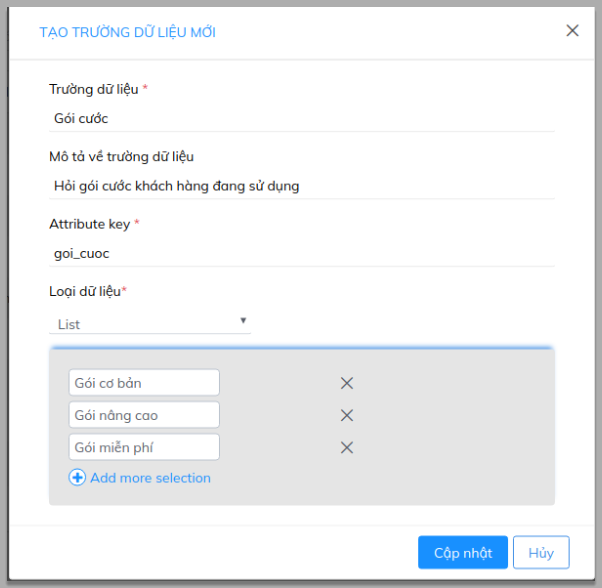 TẠO TRƯỜNG DỮ LIỆU MỚI
Trường dữ liệu *
Gói cước
Mô tả về trường dữ liệu
Hỏi gói cước khách hàng đang sử dụng
Attribute key *
goi_cuoc
Loại dữ liệu*
List
Gói cơ bản
Gói nâng cao
Gói miễn phí
Add more selection
Cập nhật Hủy